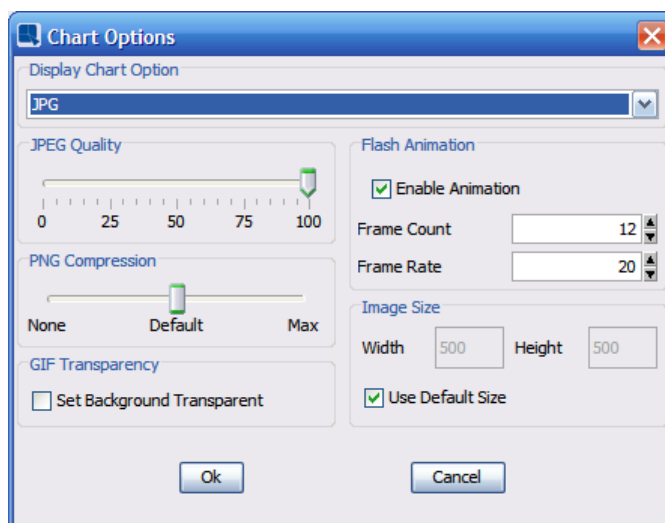 Chart Options
Display Chart Option
JPG
JPEG Quality
0 25 50 75 100
PNG Compression
None Default Max
GIF Transparency
Set Background Transparent
Flash Animation
Enable Animation
Frame Count 12
Frame Rate 20
Image Size
Width 500 Height 500
Use Default Size
Ok Cancel